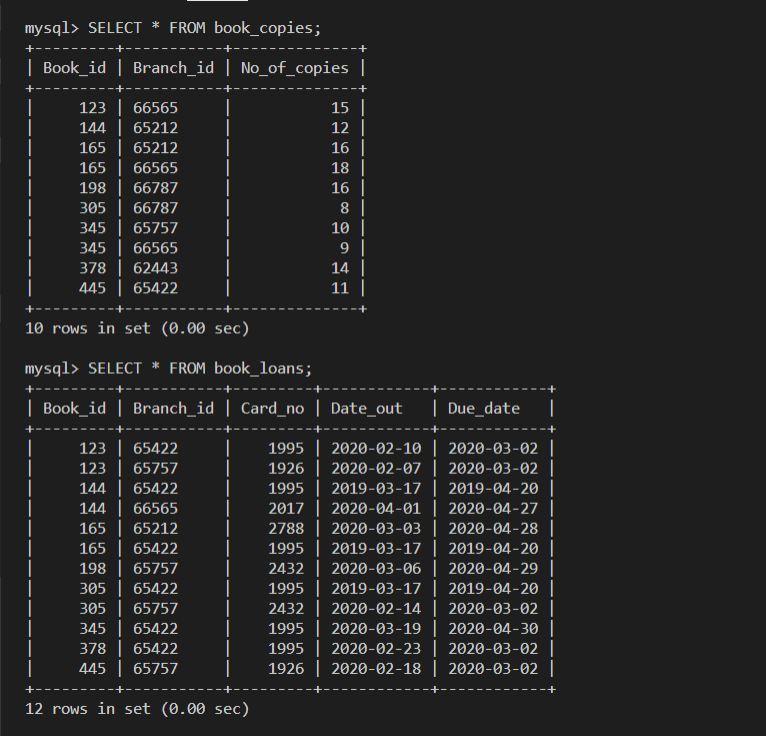 mysql> SELECT * FROM book_copies;
+---------+-----------+--------------+
| Book_id | Branch_id | No_of_copies |
+---------+-----------+--------------+
|     123 | 66565     |           15 |
|     144 | 65212     |           12 |
|     165 | 65212     |           16 |
|     165 | 66565     |           18 |
|     198 | 66787     |           16 |
|     305 | 66787     |            8 |
|     345 | 65757     |           10 |
|     345 | 66565     |            9 |
|     378 | 62443     |           14 |
|     445 | 65422     |           11 |
+---------+-----------+--------------+
10 rows in set (0.00 sec)

mysql> SELECT * FROM book_loans;
+---------+-----------+---------+------------+------------+
| Book_id | Branch_id | Card_no | Date_out   | Due_date   |
+---------+-----------+---------+------------+------------+
|     123 | 65422     |    1995 | 2020-02-10 | 2020-03-02 |
|     123 | 65757     |    1926 | 2020-02-07 | 2020-03-02 |
|     144 | 65422     |    1995 | 2019-03-17 | 2019-04-20 |
|     144 | 66565     |    2017 | 2020-04-01 | 2020-04-27 |
|     165 | 65212     |    2788 | 2020-03-03 | 2020-04-28 |
|     165 | 65422     |    1995 | 2019-03-17 | 2019-04-20 |
|     198 | 65757     |    2432 | 2020-03-06 | 2020-04-29 |
|     305 | 65422     |    1995 | 2019-03-17 | 2019-04-20 |
|     305 | 65757     |    2432 | 2020-02-14 | 2020-03-02 |
|     345 | 65422     |    1995 | 2020-03-19 | 2020-04-30 |
|     378 | 65422     |    1995 | 2020-02-23 | 2020-03-02 |
|     445 | 65757     |    1926 | 2020-02-18 | 2020-03-02 |
+---------+-----------+---------+------------+------------+
12 rows in set (0.00 sec)